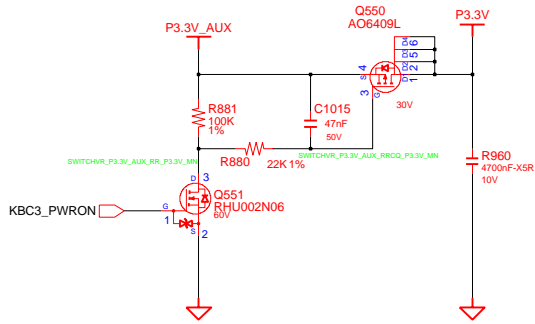 Q550
AO6409L
P3.3V_AUX
P3.3V
4
S
D4
6
D3
5
D2
2
D1
1
3
G
30V
R881
100K
1%
C1015
47nF
50V
R880
22K 1%
SWITCHVR_P3.3V_AUX_RR_P3.3V_MN
SWITCHVR_P3.3V_AUX_RRCQ_P3.3V_MN
R960
4700nF-X5R
10V
D
3
Q551
RHU002N06
60V
KBC3_PWRON
G
1
S
2